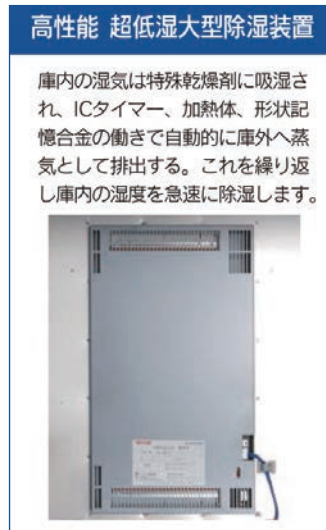 高性能 超低湿大型除湿装置
庫内の湿気は特殊乾燥剤に吸湿さ
れ、ICタイマー、加熱体、形状記
憶合金の働きで自動的に庫外へ蒸
気として排出する。これを繰り返
し庫内の湿度を急速に除湿します。